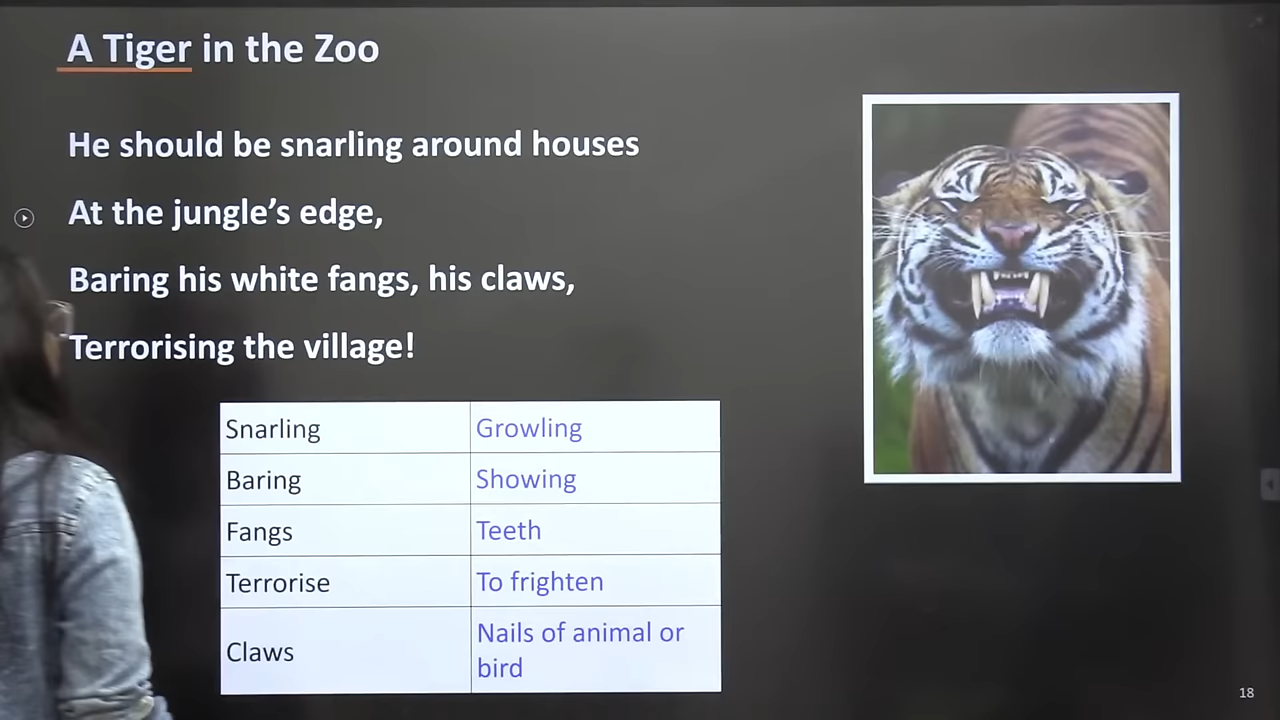 A Tiger in the Zoo
He should be snarling around houses
At the jungle’s edge,
Baring his white fangs, his claws,
Terrorising the village!
Snarling Growling
Baring Showing
Fangs Teeth
Terrorise To frighten
Claws Nails of animal or
bird
18